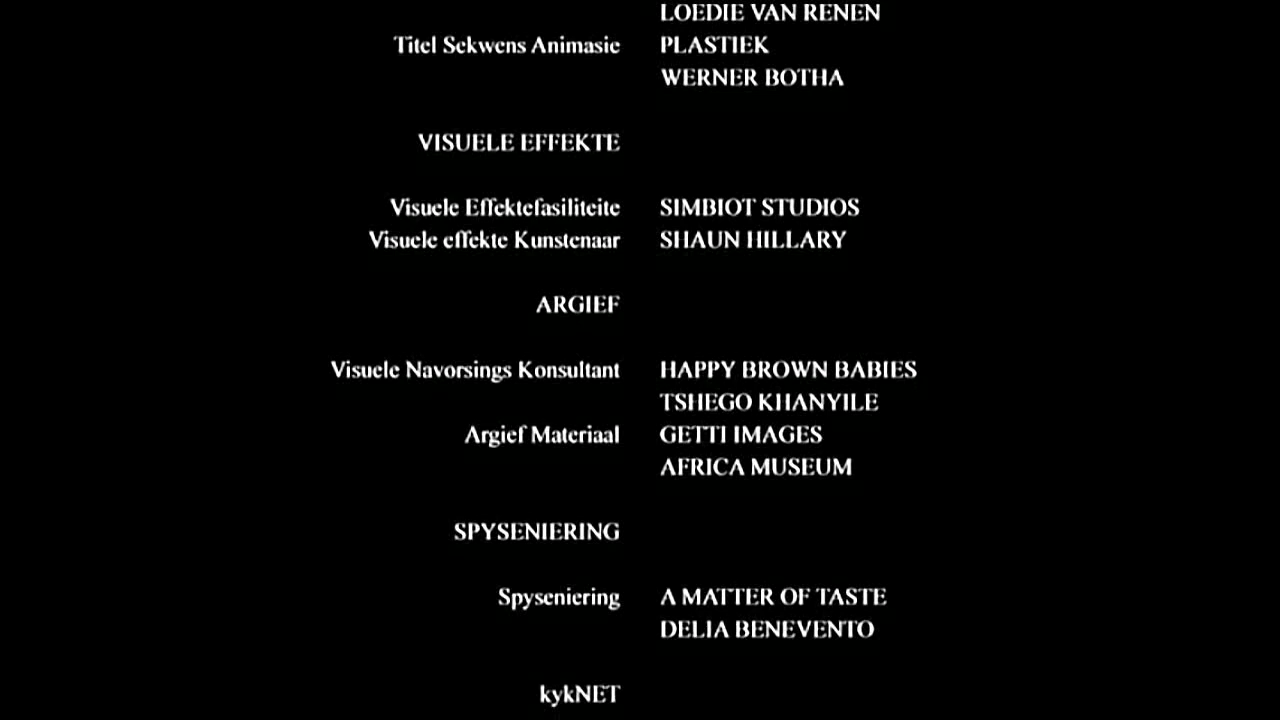 LOEDIE VAN RENEN
Titel Sekwens Animasie PLASTIEK
WERNER BOTHA
VISUELE EFFEKTE
Visuele Effektefasiliteite SIMBIOT STUDIOS
Visuele effekte Kunstenaar SHAUN HILLARY
ARGIEF
Visuele Navorsings Konsultant HAPPY BROWN BABIES
TSHEGO KHANYILE
Argief Materiaal GETTI IMAGES
AFRICA MUSEUM
SPYSENIERING
Spyseniering A MATTER OF TASTE
DELIA BENEVENTO
kykNET